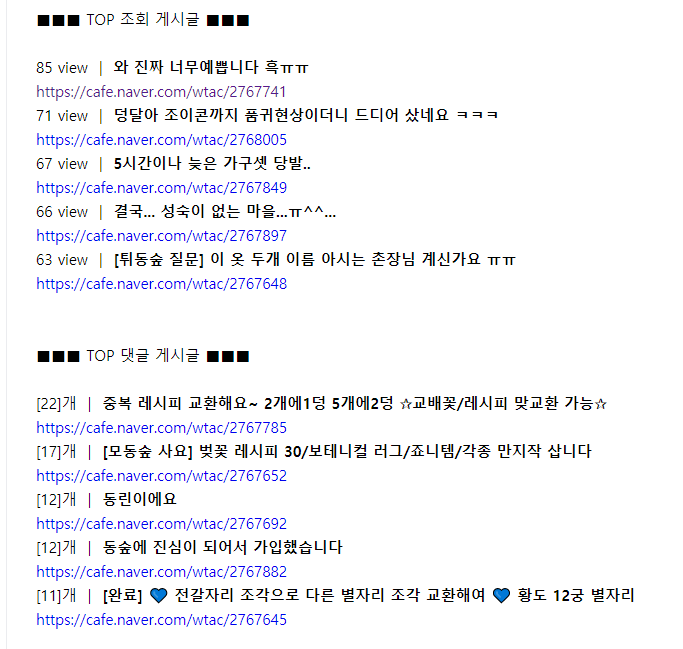 ■■■ TOP 조회 게시글 ■■■
85 view | 와 진짜 너무예쁩니다 흑ㅠㅠ
https://cafe.naver.com/wtac/2767741
71 view | 덩달아 조이콘까지 품귀현상이더니 드디어 샀네요 ㅋㅋㅋ
https://cafe.naver.com/wtac/2768005
67 view | 5시간이나 늦은 가구셋 당발..
https://cafe.naver.com/wtac/2767849
66 view | 결국... 성숙이 없는 마을...ㅠ^^...
https://cafe.naver.com/wtac/2767897
63 view | [튀동숲 질문] 이 옷 두개 이름 아시는 촌장님 계신가요 ㅠㅠ
https://cafe.naver.com/wtac/2767648
■■■ TOP 댓글 게시글 ■■■
[22]개 | 중복 레시피 교환해요~ 2개에1덩 5개에2덩 ☆교배꽃/레시피 맞교환 가능☆
https://cafe.naver.com/wtac/2767785
[17]개 | [모동숲 사요] 벚꽃 레시피 30/보테니컬 러그/죠니템/각종 만지작 삽니다
https://cafe.naver.com/wtac/2767652
[12]개 | 동린이에요
https://cafe.naver.com/wtac/2767692
[12]개 | 동숲에 진심이 되어서 가입했습니다
https://cafe.naver.com/wtac/2767882
[11]개 | [완료] 💙 전갈자리 조각으로 다른 별자리 조각 교환해여 💙 황도 12궁 별자리
https://cafe.naver.com/wtac/2767645